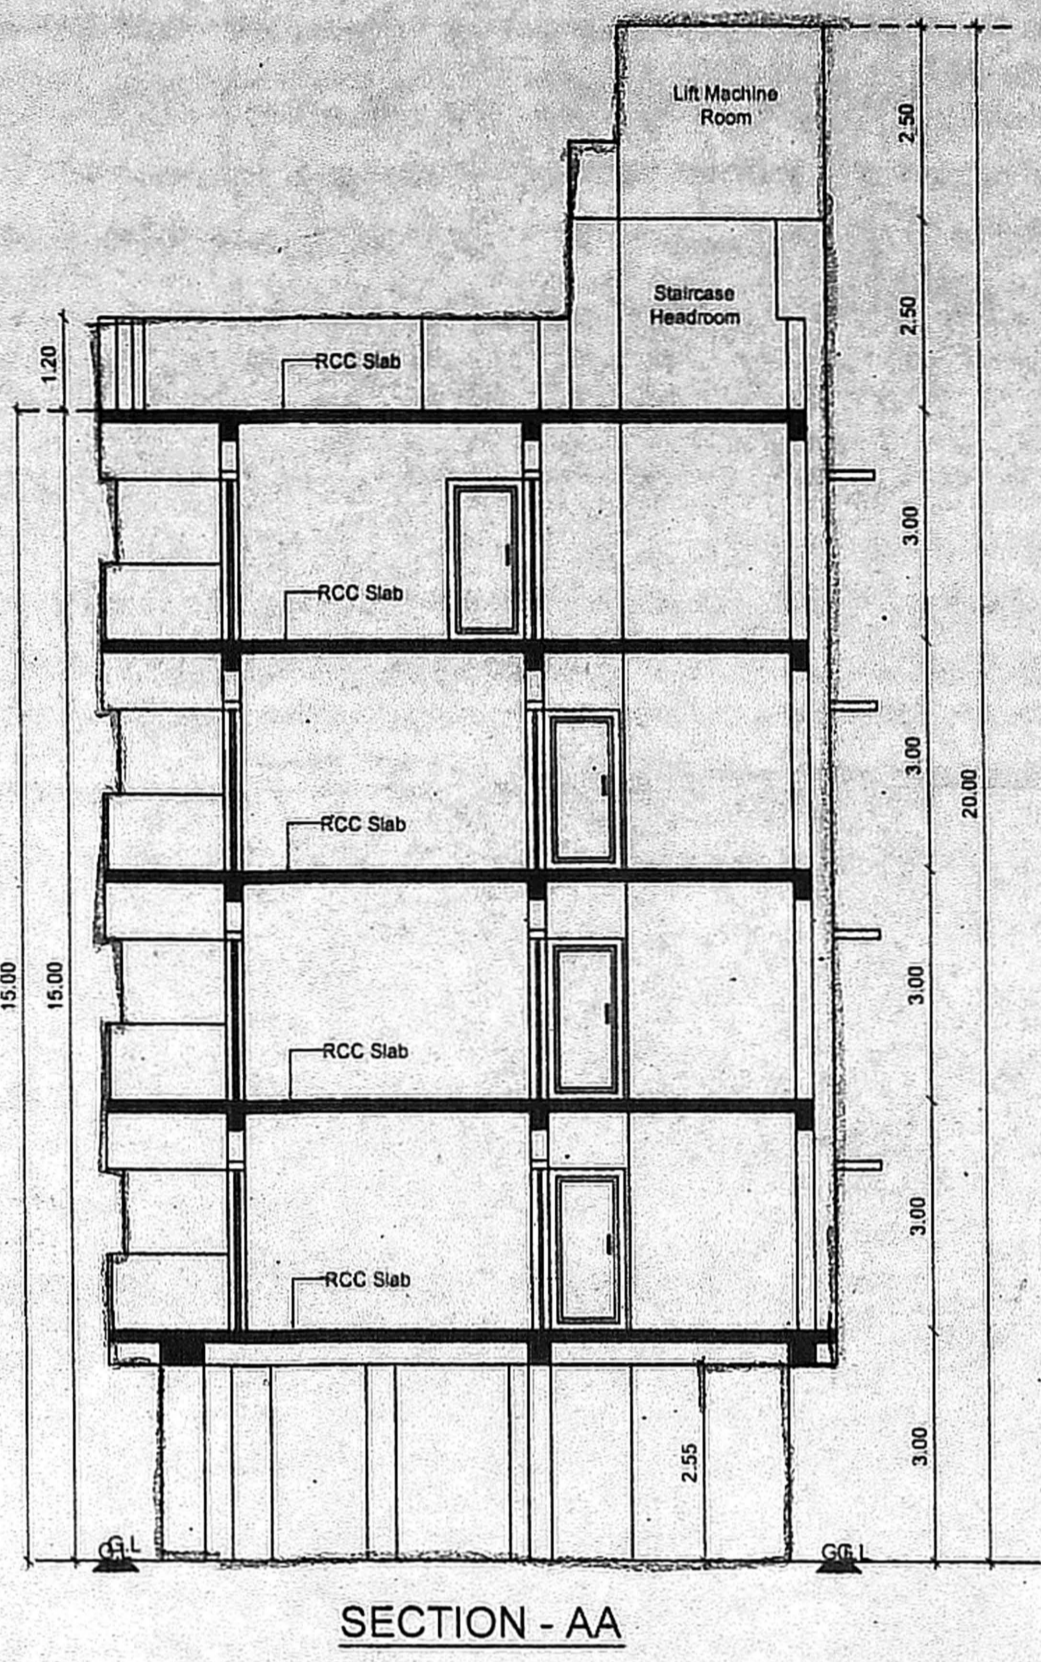 Lift Machine
Room
2.50
Staircase
Headroom
2.50
1.20
RCC Slab
3.00
RCC Slab
3.00
RCC Slab
20.00
15.00
15.00
3.00
RCC Slab
3.00
RCC Slab
3.00
2.55
G.L
G.L
G.L
G.L
SECTION - AA